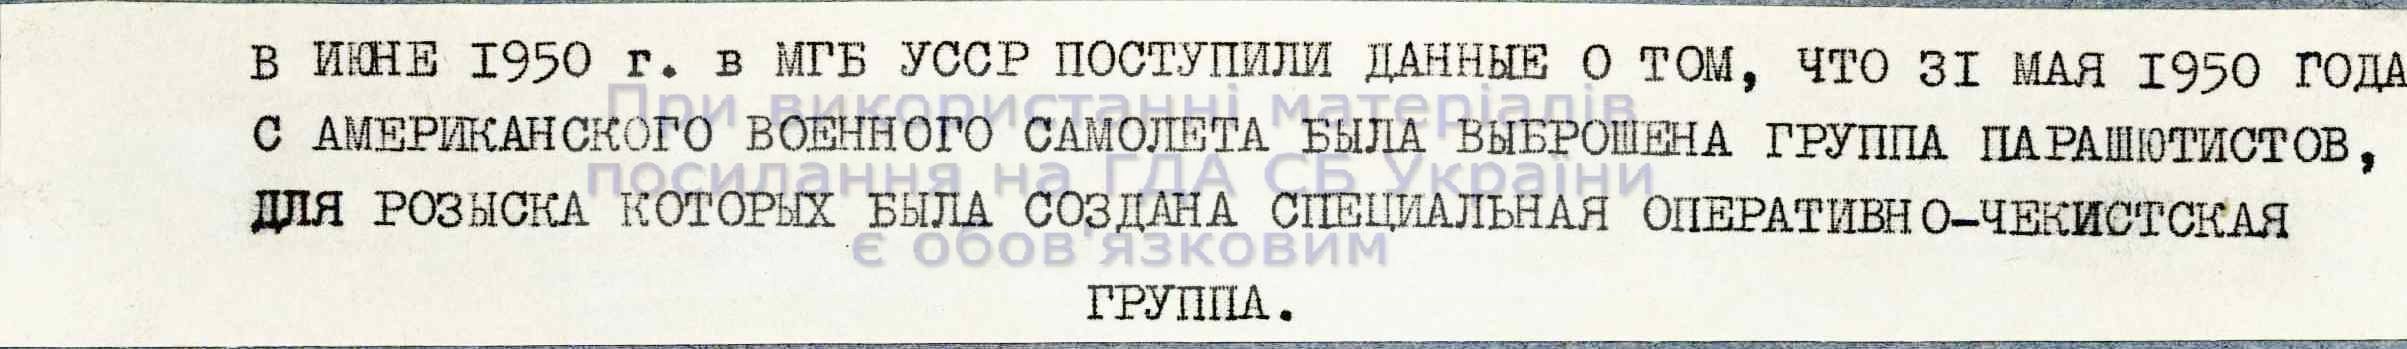 В ИЮНЕ 1950 г. в МГБ УССР ПОСТУПИЛИ ДАННЫЕ О ТОМ, ЧТО 31 МАЯ 1950 ГОДА
При використанні матеріалів
С АМЕРИКАНСКОГО ВОЕННОГО САМОЛЕТА БЫЛА ВЫБРОШЕНА ГРУППА ПАРАШЮТИСТОВ,
посилання на ГДА СБ України
ДЛЯ РОЗЫСКА КОТОРЫХ БЫЛА СОЗДАНА СПЕЦИАЛЬНАЯ ОПЕРАТИВНО-ЧЕКИСТСКАЯ
є обов'язковим
ГРУППА.